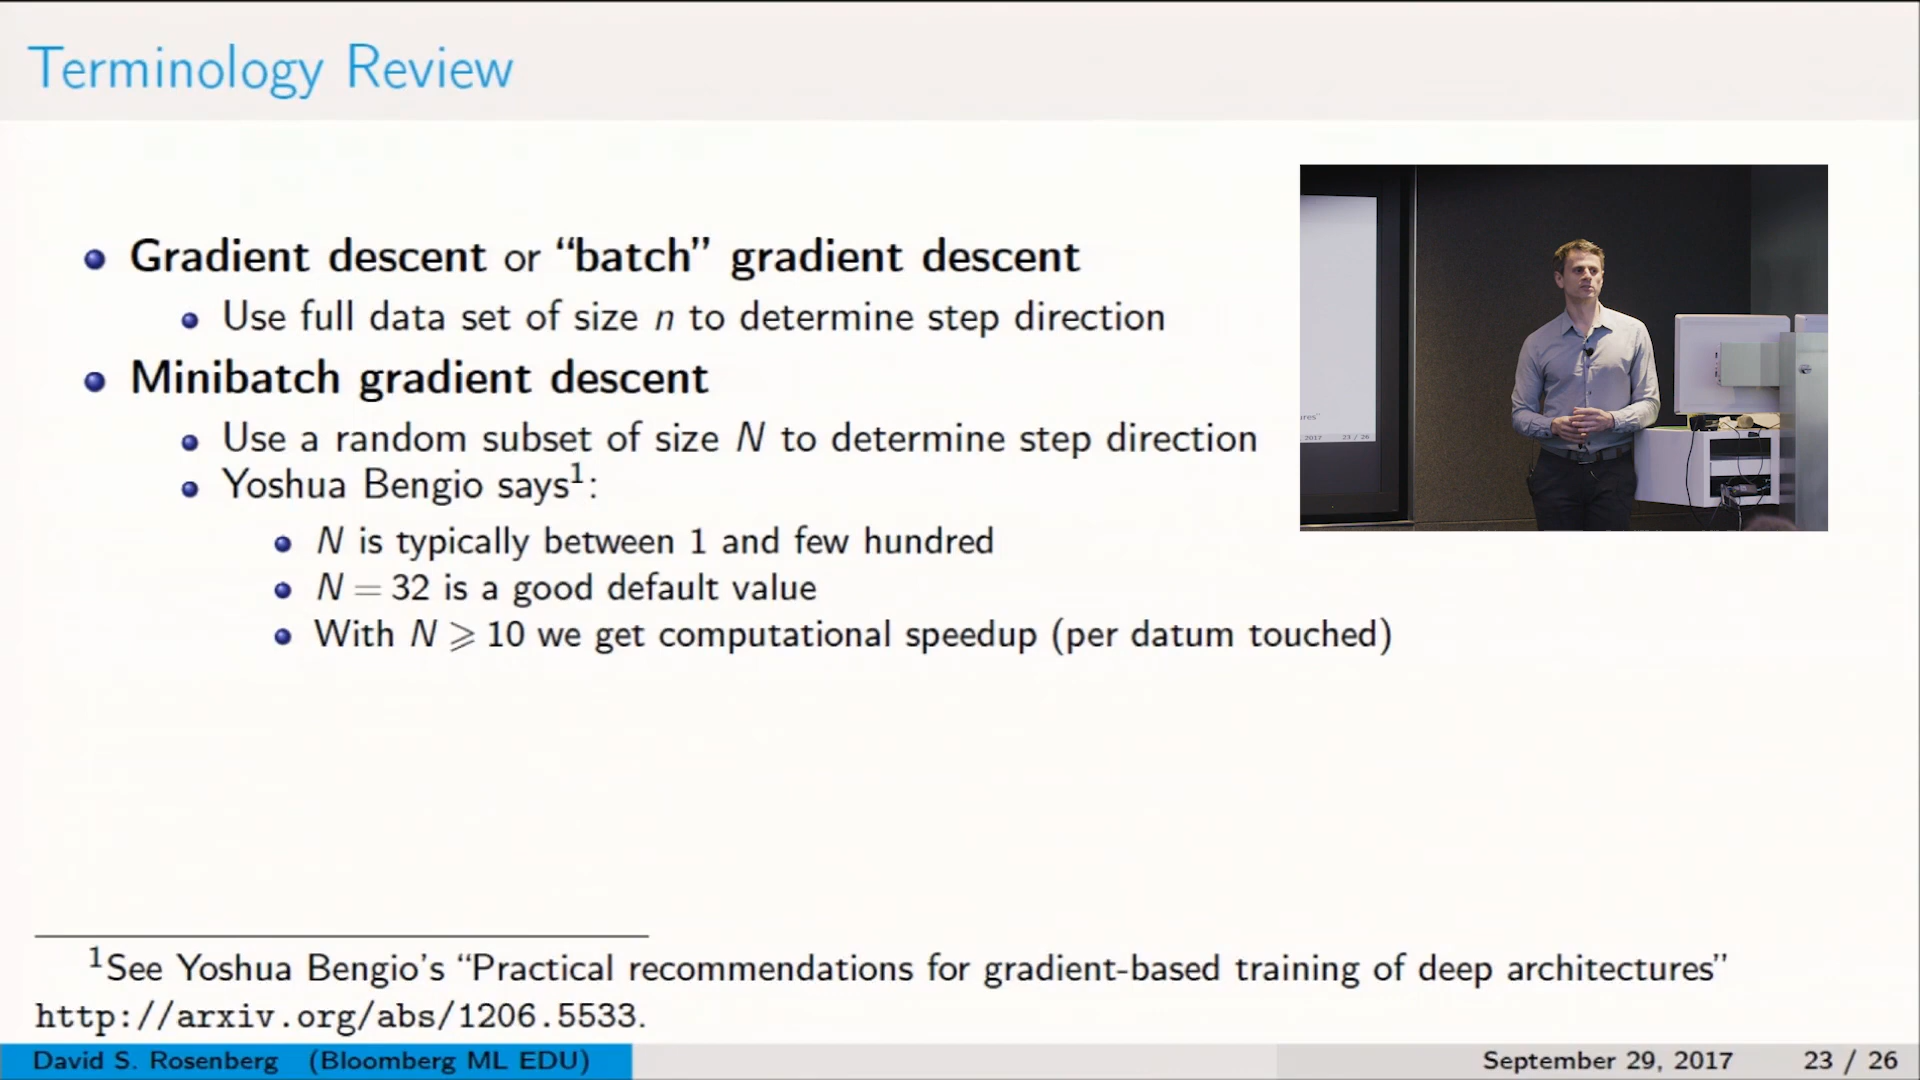 Terminology Review
Gradient descent or “batch” gradient descent
Use full data set of size n to determine step direction
Minibatch gradient descent
Use a random subset of size N to determine step direction
Yoshua Bengio says¹:
N is typically between 1 and few hundred
N = 32 is a good default value
With N ⩾ 10 we get computational speedup (per datum touched)
ures”
2017 23 / 26
¹See Yoshua Bengio’s “Practical recommendations for gradient-based training of deep architectures”
http://arxiv.org/abs/1206.5533.
David S. Rosenberg (Bloomberg ML EDU) September 29, 2017 23 / 26